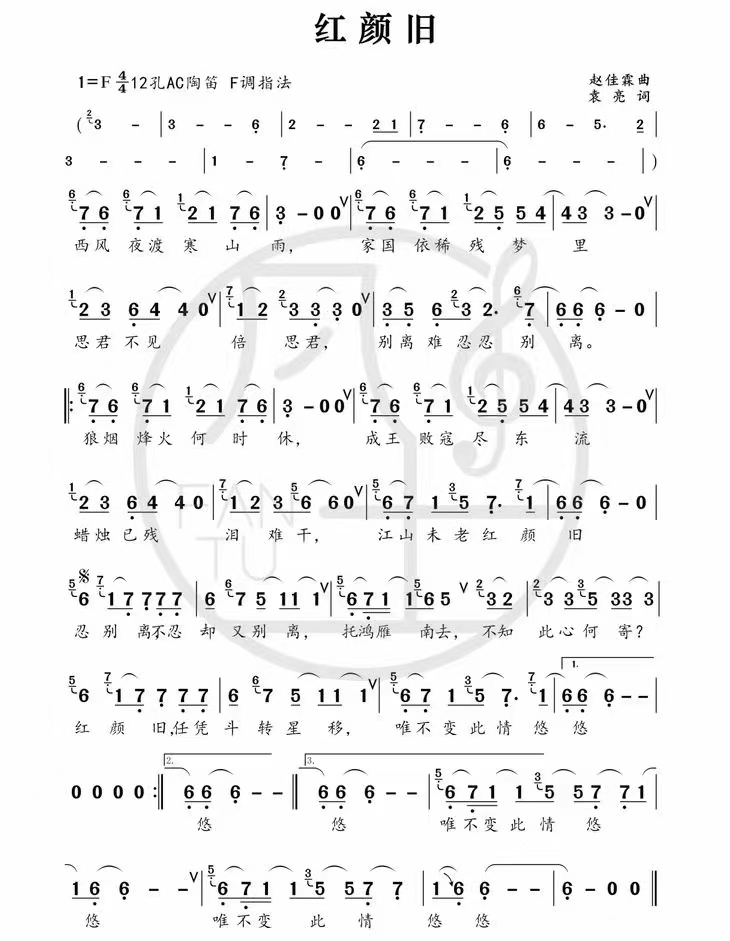 红颜旧
1=F 4/4 12孔AC陶笛 F调指法
赵佳霖 曲
袁亮 词
( 3 - | 3 - - 6 | 2 - - 2 1 | 7 - - 6 | 6 - 5. 2 |
3 - - - | 1 - 7 - | 6 - - - | 6 - - - | )
7 6 7 1 2 1 7 6 | 3 - 0 0 V | 7 6 7 1 2 5 5 4 | 4 3 3 - 0 V |
西风 夜渡 寒 山 雨, 家国 依稀 残 梦 里
2 3 6 4 4 0 V | 1 2 3 3 3 0 V | 3 5 6 3 2. 7 | 6 6 6 - 0 |
思君 不见 倍 思君, 别离 难 忍忍 别 离。
7 6 7 1 2 1 7 6 | 3 - 0 0 V | 7 6 7 1 2 5 5 4 | 4 3 3 - 0 V |
狼烟 烽火 何 时 休, 成王 败寇 尽 东 流
2 3 6 4 4 0 | 1 2 3 6 6 0 V | 6 7 1 5 7. 1 | 6 6 6 - 0 |
蜡烛 已残 泪 难 干, 江山 未 老 红 颜 旧
6 1 7 7 7 7 | 6 7 5 1 1 1 V | 6 7 1 1 6 5 V 3 2 | 3 3 5 3 3 3 |
忍 别 离不忍 却 又 别 离, 托鸿雁 南去, 不知 此心何 寄?
1.
6 1 7 7 7 7 | 6 7 5 1 1 1 V | 6 7 1 5 7. 1 | 6 6 6 - - |
红 颜 旧,任凭 斗 转 星 移, 唯不 变 此 情 悠 悠
2. 3.
0 0 0 0 :‖ 6 6 6 - - ‖ 6 6 6 - - | 6 7 1 1 5 5 7 7 1 |
悠 悠 唯不变 此 情 悠
1 6 6 - - V | 6 7 1 1 5 5 7 7 | 1 6 6 - - | 6 - 0 0 ‖
悠 唯不变 此 情 悠 悠
FAN
TU